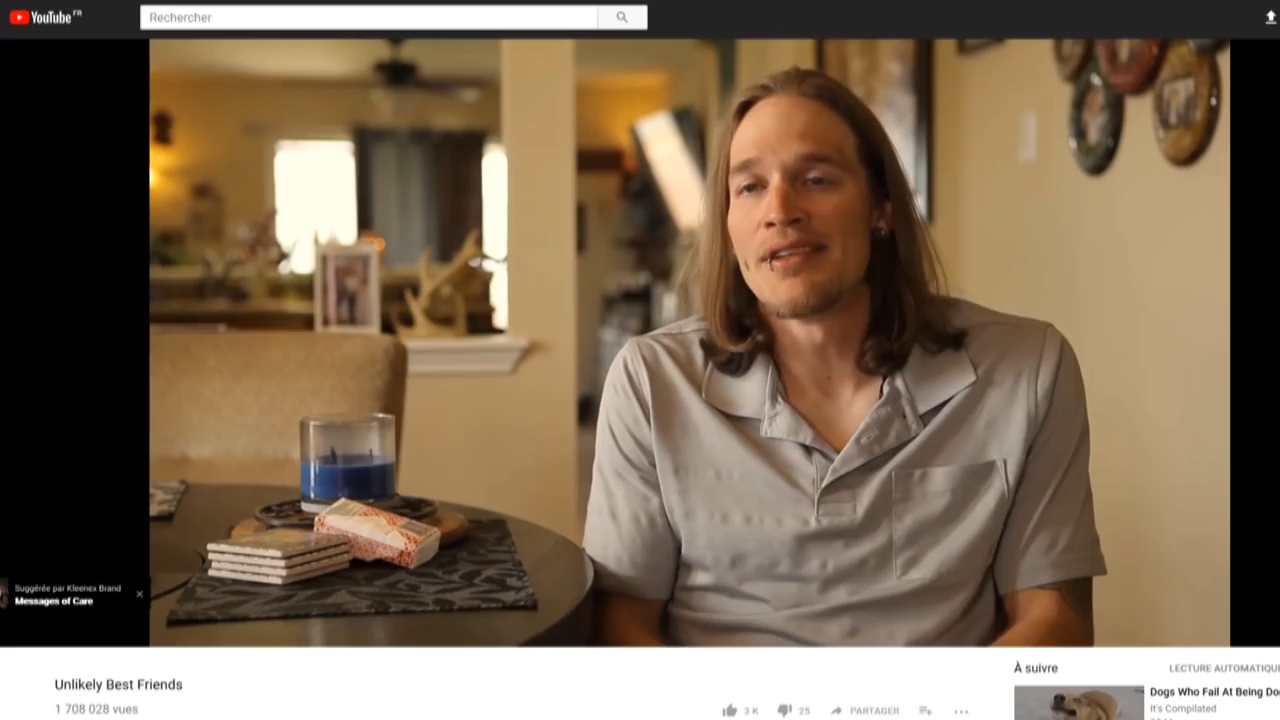 YouTube FR
Rechercher
Suggérée par Kleenex Brand
Messages of Care
Unlikely Best Friends
1 708 028 vues
3 K
25
PARTAGER
À suivre
LECTURE AUTOMATIQU
Dogs Who Fail At Being Do
It's Compilated